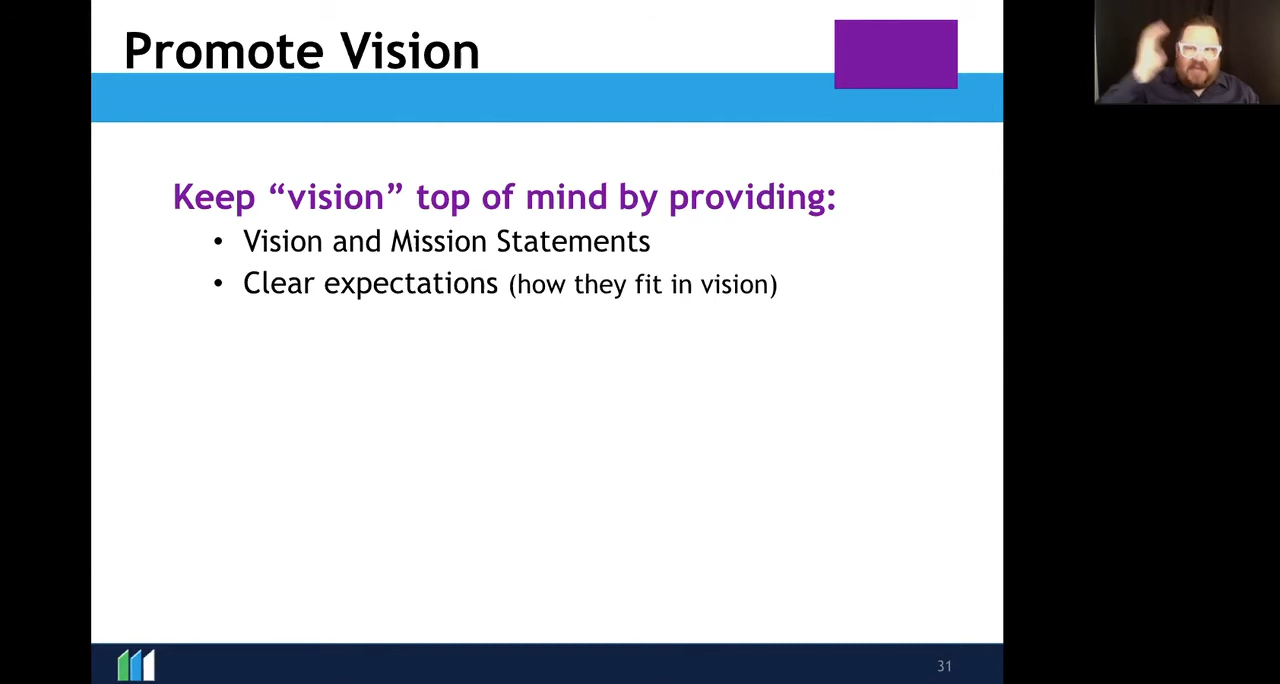 Promote Vision
Keep “vision” top of mind by providing:
• Vision and Mission Statements
• Clear expectations (how they fit in vision)
31